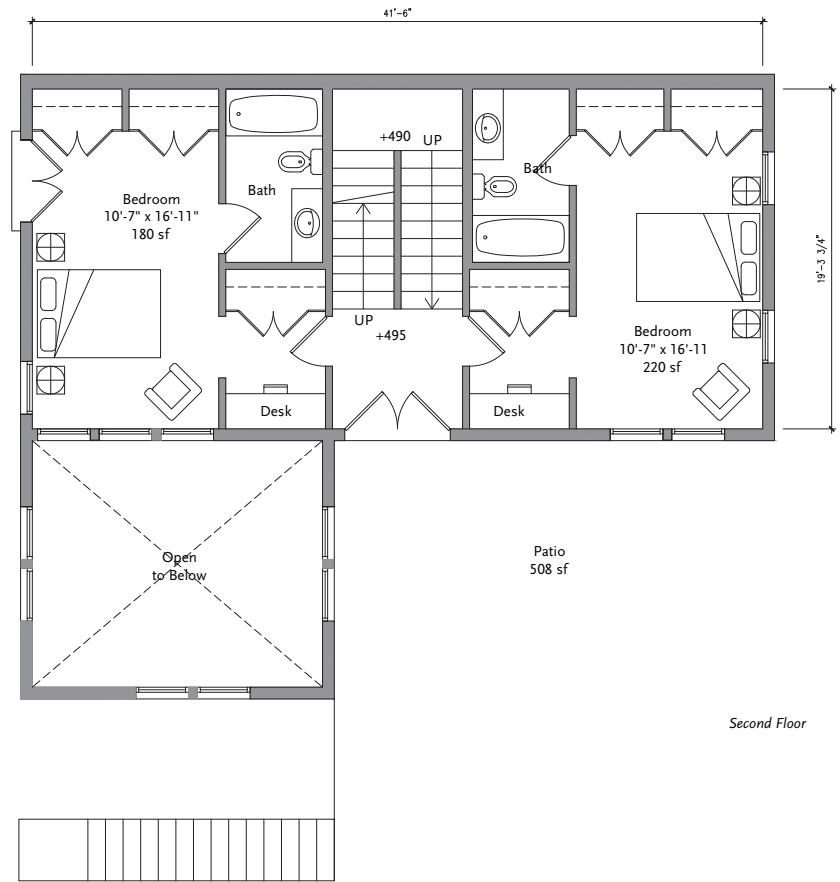 41'-6"
+490 UP
Bath
Bath
Bedroom
10'-7" x 16'-11"
180 sf
19'-3 3/4"
UP
+495
Bedroom
10'-7" x 16'-11
220 sf
Desk
Desk
Open
to Below
Patio
508 sf
Second Floor